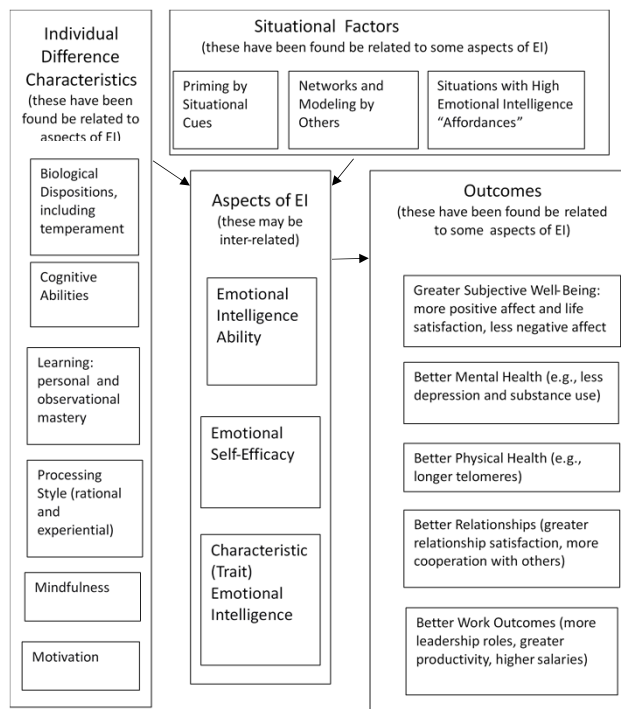 Individual
Difference
Characteristics
(these have been
found be related to
aspects of EI)
Biological
Dispositions,
including
temperament
Cognitive
Abilities
Learning:
personal and
observational
mastery
Processing
Style (rational
and
experiential)
Mindfulness
Motivation
Situational Factors
(these have been found be related to some aspects of EI)
Priming by
Situational
Cues
Networks and
Modeling by
Others
Situations with High
Emotional Intelligence
“Affordances”
Aspects of EI
(these may be
inter-related)
Emotional
Intelligence
Ability
Emotional
Self-Efficacy
Characteristic
(Trait)
Emotional
Intelligence
Outcomes
(these have been found be related
to some aspects of EI)
Greater Subjective Well-Being:
more positive affect and life
satisfaction, less negative affect
Better Mental Health (e.g., less
depression and substance use)
Better Physical Health (e.g.,
longer telomeres)
Better Relationships (greater
relationship satisfaction, more
cooperation with others)
Better Work Outcomes (more
leadership roles, greater
productivity, higher salaries)